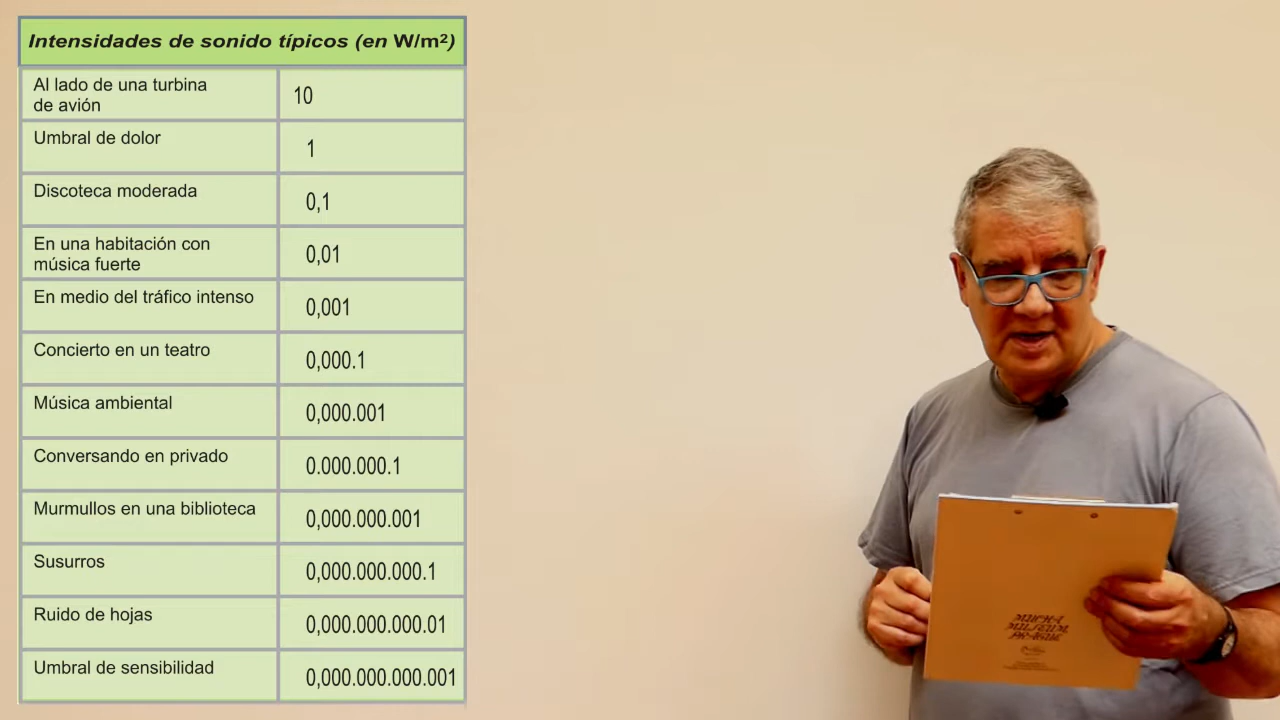 Intensidades de sonido típicos (en W/m²)
Al lado de una turbina
de avión
10
Umbral de dolor
1
Discoteca moderada
0,1
En una habitación con
música fuerte
0,01
En medio del tráfico intenso
0,001
Concierto en un teatro
0,000.1
Música ambiental
0,000.001
Conversando en privado
0.000.000.1
Murmullos en una biblioteca
0,000.000.001
Susurros
0,000.000.000.1
Ruido de hojas
0,000.000.000.01
Umbral de sensibilidad
0,000.000.000.001
MUCHA
MUSEUM
PRAGUE